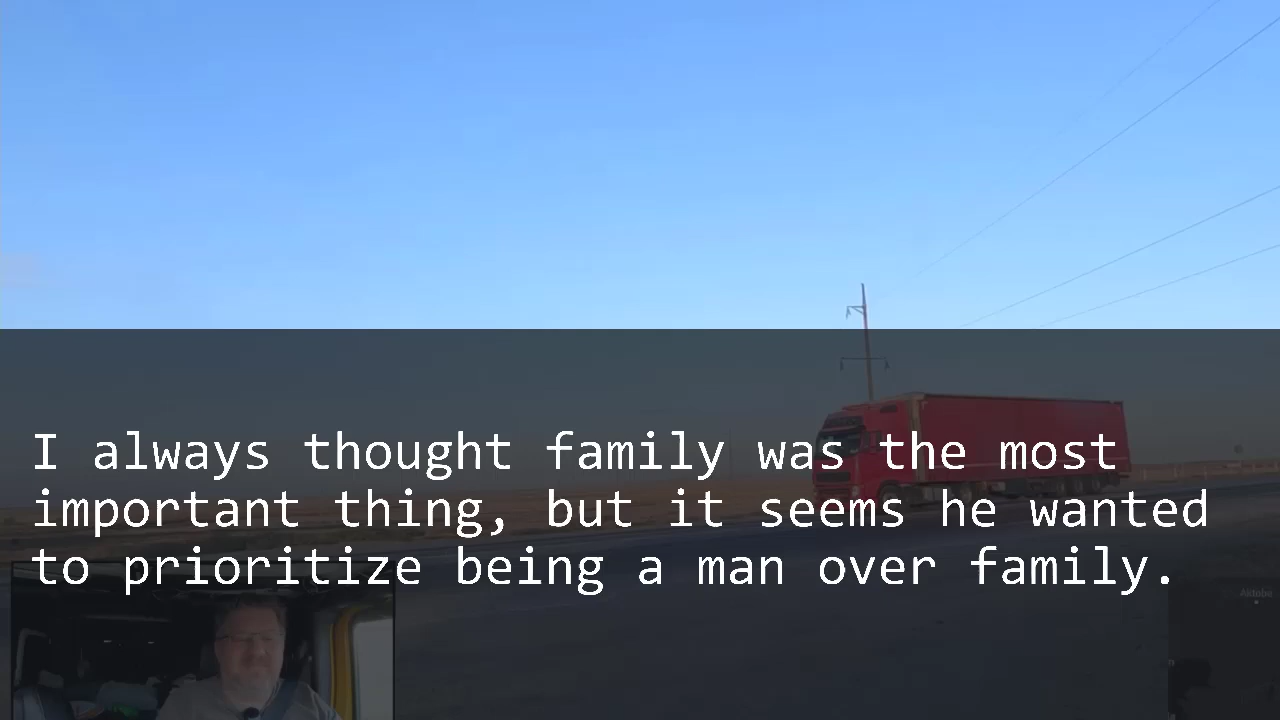 I always thought family was the most
important thing, but it seems he wanted
to prioritize being a man over family.
Aktobe